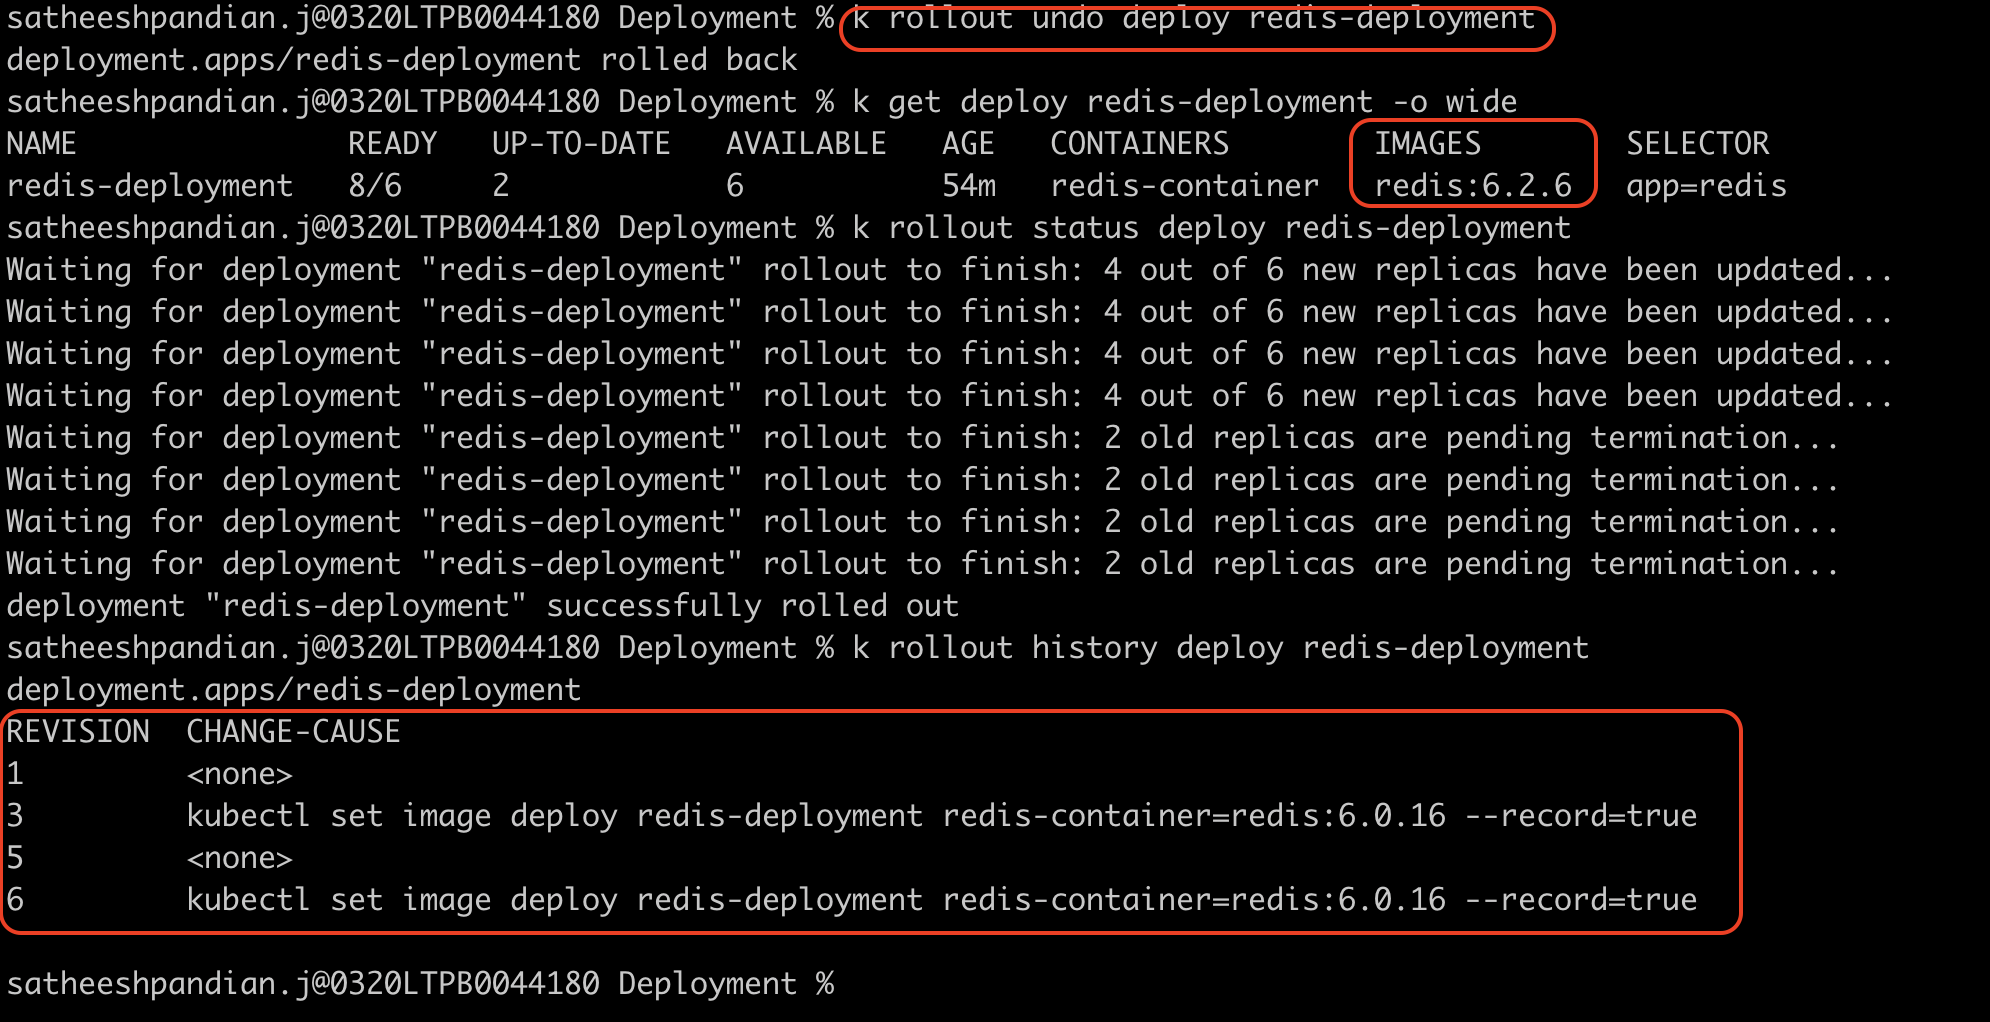 satheeshpandian.j@0320LTPB0044180 Deployment % k rollout undo deploy redis-deployment
deployment.apps/redis-deployment rolled back
satheeshpandian.j@0320LTPB0044180 Deployment % k get deploy redis-deployment -o wide
NAME READY UP-TO-DATE AVAILABLE AGE CONTAINERS IMAGES SELECTOR
redis-deployment 8/6 2 6 54m redis-container redis:6.2.6 app=redis
satheeshpandian.j@0320LTPB0044180 Deployment % k rollout status deploy redis-deployment
Waiting for deployment "redis-deployment" rollout to finish: 4 out of 6 new replicas have been updated...
Waiting for deployment "redis-deployment" rollout to finish: 4 out of 6 new replicas have been updated...
Waiting for deployment "redis-deployment" rollout to finish: 4 out of 6 new replicas have been updated...
Waiting for deployment "redis-deployment" rollout to finish: 4 out of 6 new replicas have been updated...
Waiting for deployment "redis-deployment" rollout to finish: 2 old replicas are pending termination...
Waiting for deployment "redis-deployment" rollout to finish: 2 old replicas are pending termination...
Waiting for deployment "redis-deployment" rollout to finish: 2 old replicas are pending termination...
Waiting for deployment "redis-deployment" rollout to finish: 2 old replicas are pending termination...
deployment "redis-deployment" successfully rolled out
satheeshpandian.j@0320LTPB0044180 Deployment % k rollout history deploy redis-deployment
deployment.apps/redis-deployment
REVISION CHANGE-CAUSE
1 <none>
3 kubectl set image deploy redis-deployment redis-container=redis:6.0.16 --record=true
5 <none>
6 kubectl set image deploy redis-deployment redis-container=redis:6.0.16 --record=true
satheeshpandian.j@0320LTPB0044180 Deployment %